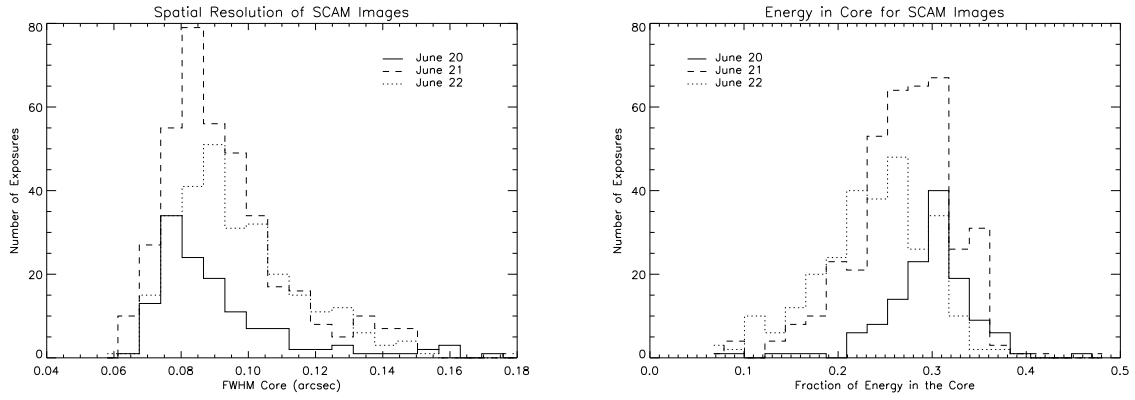 Spatial Resolution of SCAM Images
80
60
40
20
0
Number of Exposures
June 20
June 21
June 22
0.04 0.06 0.08 0.10 0.12 0.14 0.16 0.18
FWHM Core (arcsec)
Energy in Core for SCAM Images
80
60
40
20
0
Number of Exposures
June 20
June 21
June 22
0.0 0.1 0.2 0.3 0.4 0.5
Fraction of Energy in the Core